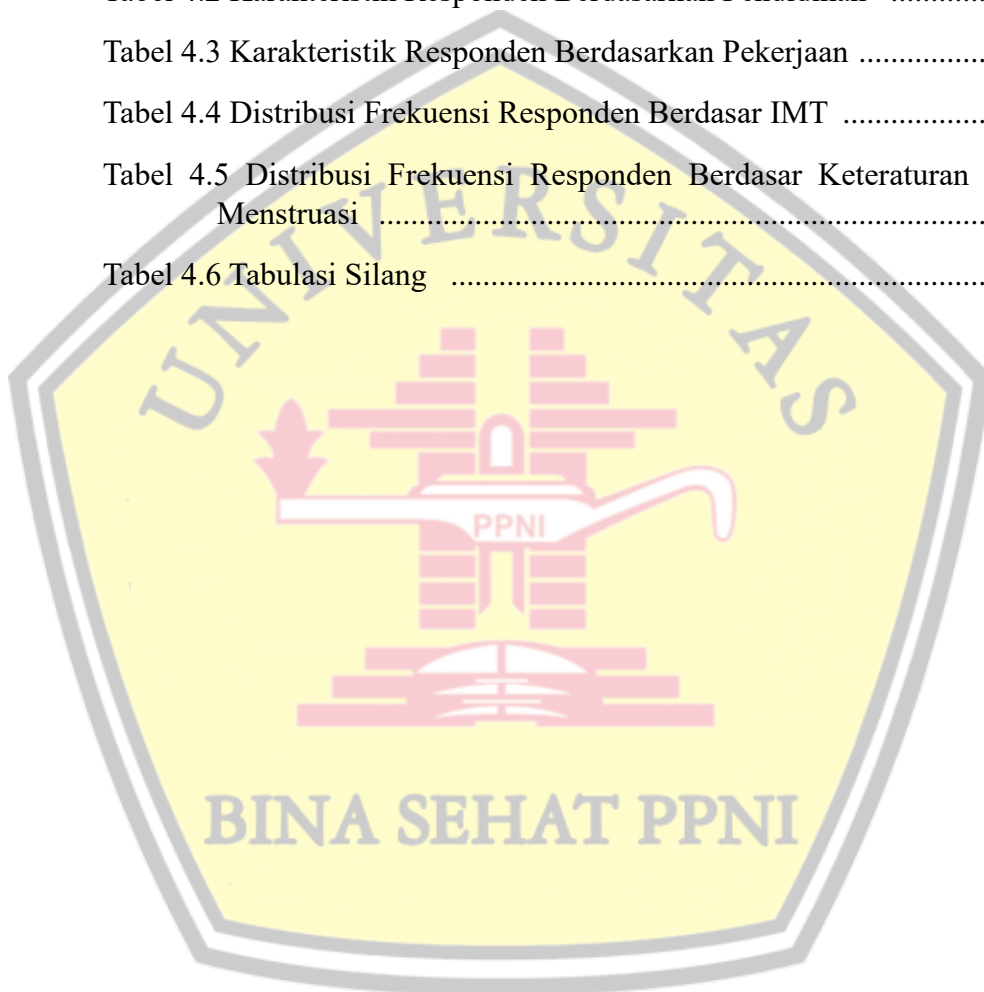 Tabel 4.3 Karakteristik Responden Berdasarkan Pekerjaan ................
Tabel 4.4 Distribusi Frekuensi Responden Berdasar IMT ..................
Tabel 4.5 Distribusi Frekuensi Responden Berdasar Keteraturan
Menstruasi ...........................................................................
Tabel 4.6 Tabulasi Silang ..................................................................
UNIVERSITAS
PPNI
BINA SEHAT PPNI